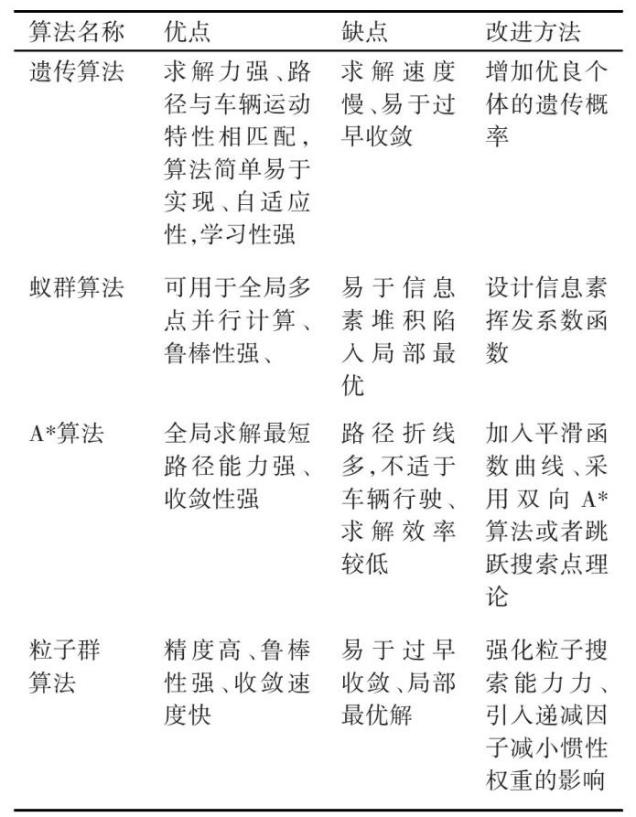 算法名称 优点 缺点 改进方法
遗传算法 求解力强、路 求解速度 增加优良个
径与车辆运动 慢、易于过 体的遗传概
特性相匹配， 早收敛 率
算法简单易于
实现、自适应
性,学习性强
蚁群算法 可用于全局多 易于信息 设计信息素
点并行计算、 素堆积陷 挥发系数函
鲁棒性强、 入局部最 数
优
A*算法 全局求解最短 路径折线 加入平滑函
路径能力强、 多,不适于 数曲线、采
收敛性强 车辆行驶、 用双向A*
求解效率 算法或者跳
较低 跃搜索点理
论
粒子群 精度高、鲁棒 易于过早 强化粒子搜
算法 性强、收敛速 收敛、局部 索能力力、
度快 最优解 引入递减因
子减小惯性
权重的影响